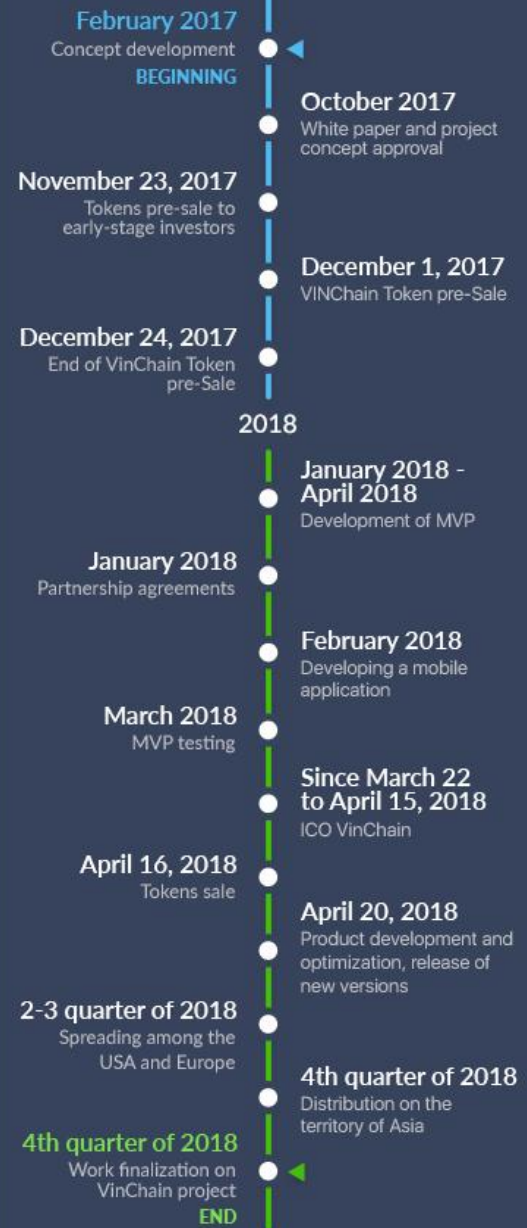 February 2017
Concept development
BEGINNING
October 2017
White paper and project
concept approval
November 23, 2017
Tokens pre-sale to
early-stage investors
December 1, 2017
VINChain Token pre-Sale
December 24, 2017
End of VinChain Token
pre-Sale
2018
January 2018 -
April 2018
Development of MVP
January 2018
Partnership agreements
February 2018
Developing a mobile
application
March 2018
MVP testing
Since March 22
to April 15, 2018
ICO VinChain
April 16, 2018
Tokens sale
April 20, 2018
Product development and
optimization, release of
new versions
2-3 quarter of 2018
Spreading among the
USA and Europe
4th quarter of 2018
Distribution on the
territory of Asia
4th quarter of 2018
Work finalization on
VinChain project
END